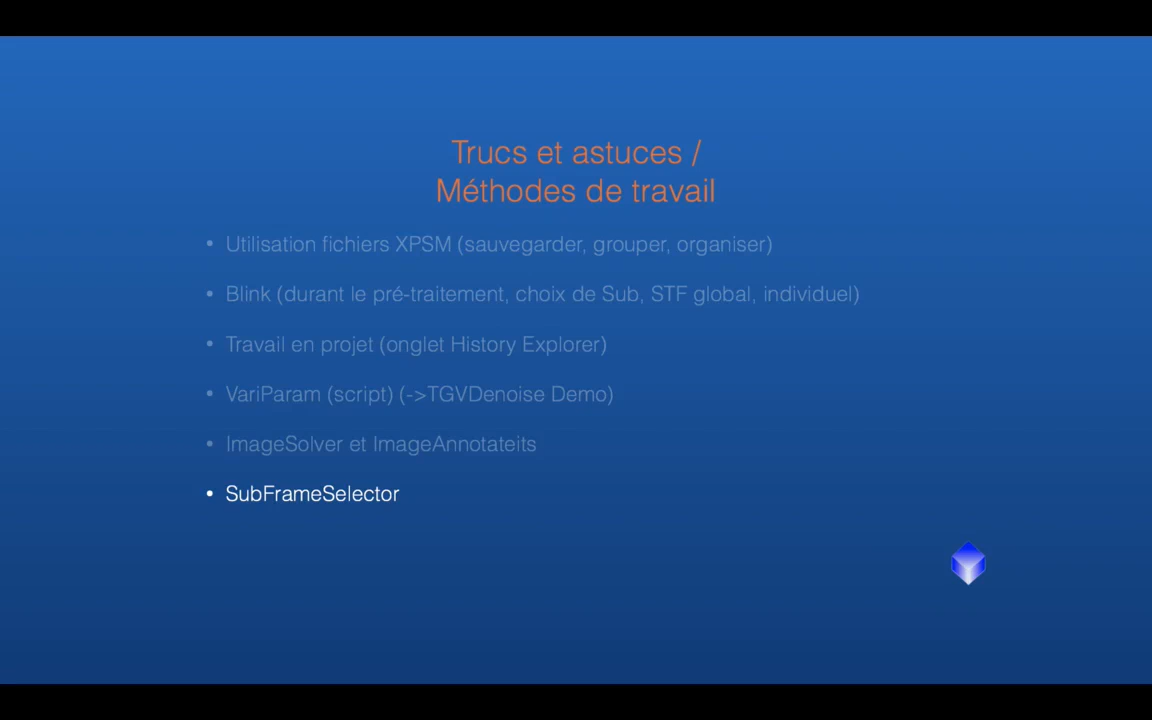 Trucs et astuces /
Méthodes de travail
• Utilisation fichiers XPSM (sauvegarder, grouper, organiser)
• Blink (durant le pré-traitement, choix de Sub, STF global, individuel)
• Travail en projet (onglet History Explorer)
• VariParam (script) (->TGVDenoise Demo)
• ImageSolver et ImageAnnotateits
• SubFrameSelector